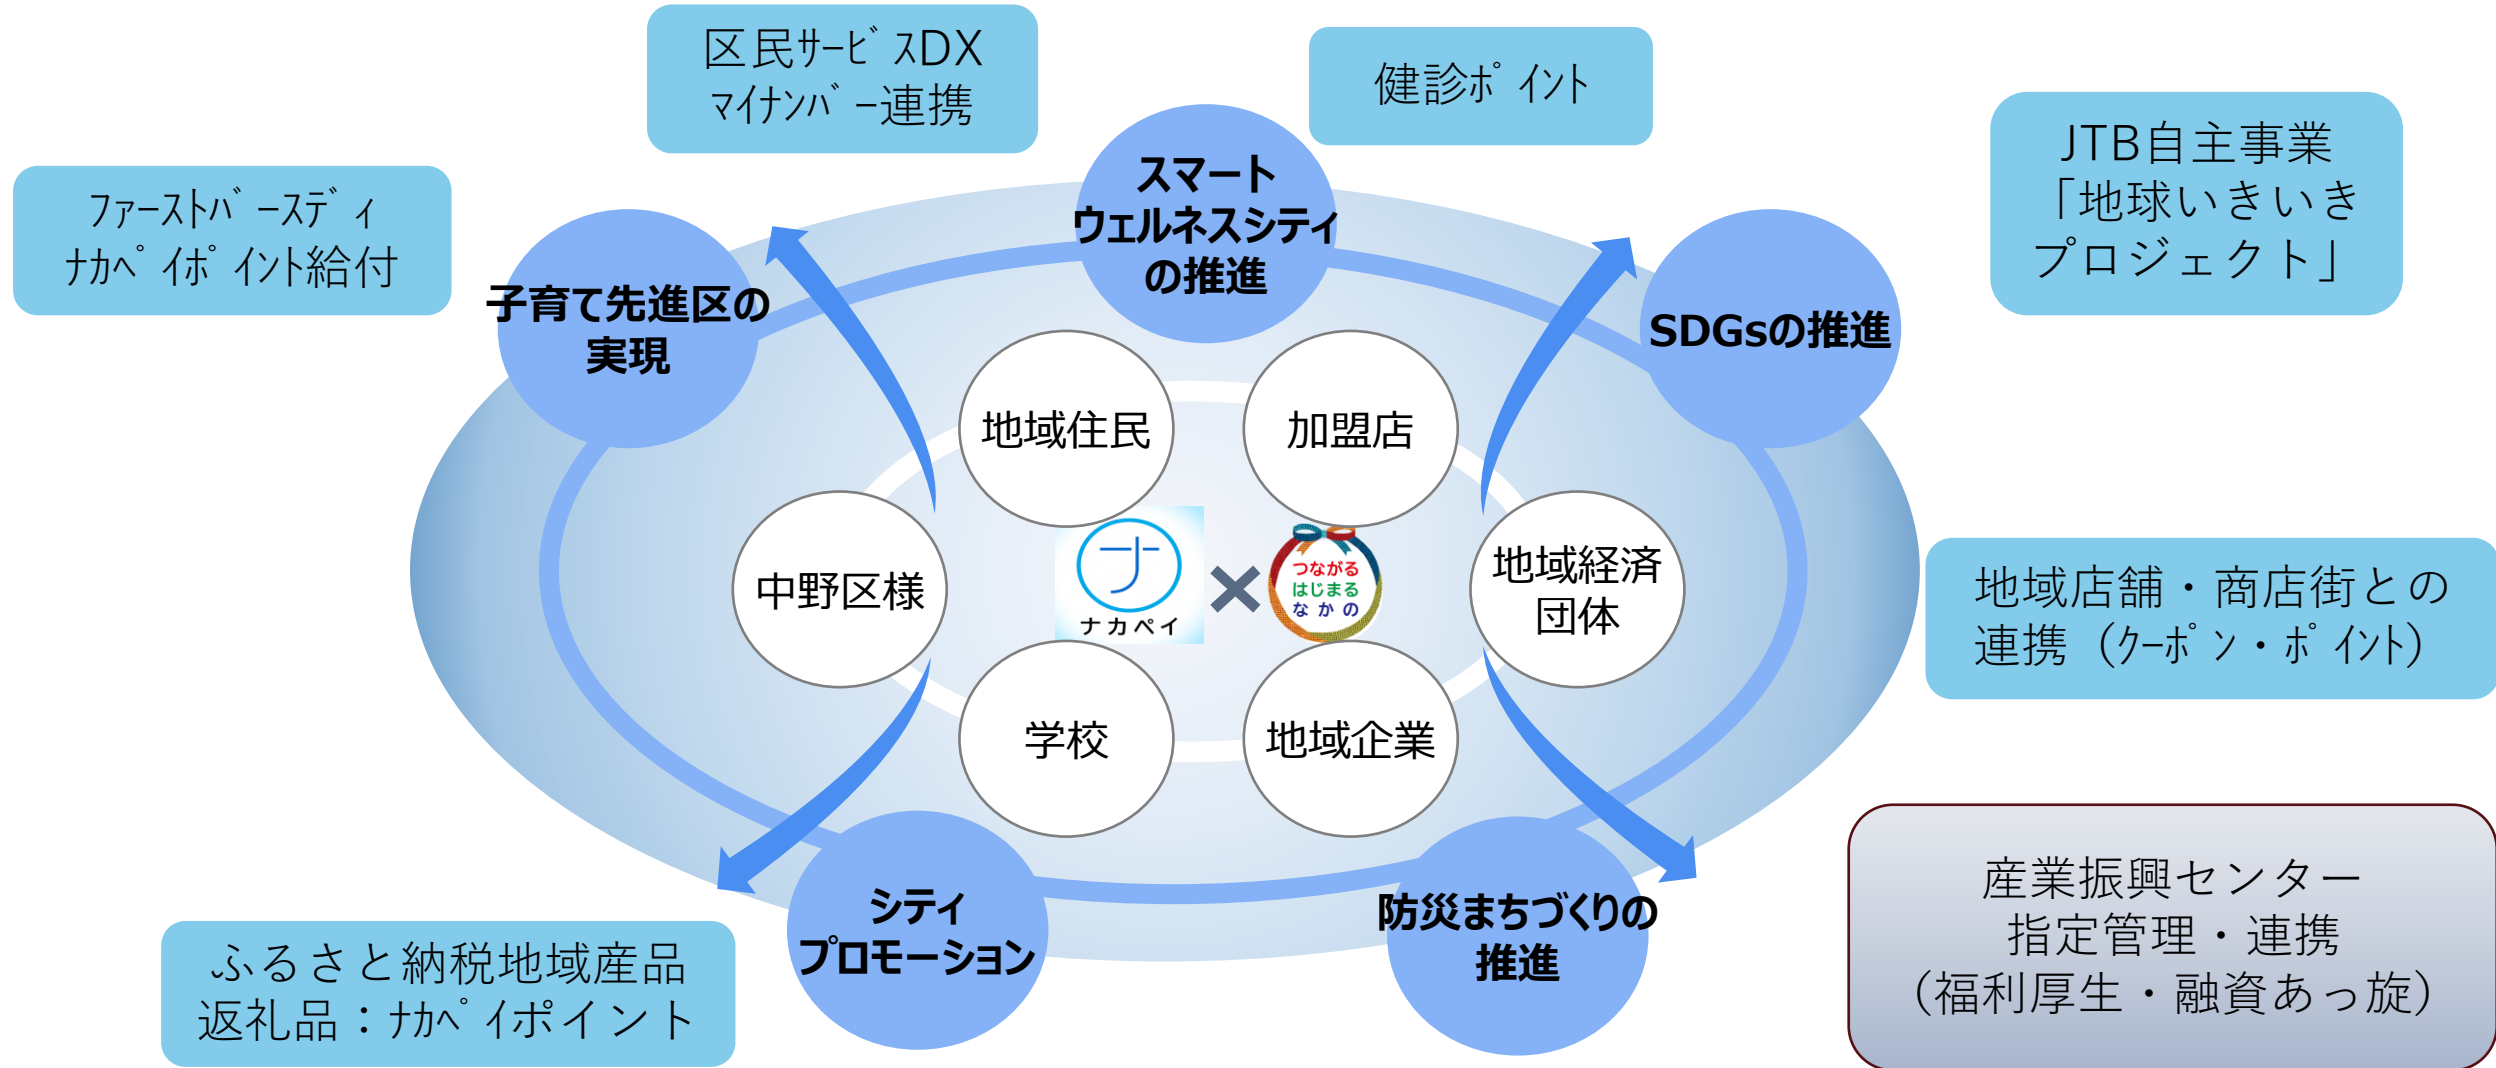 区民ｻｰﾋﾞｽDX
ﾏｲﾅﾝﾊﾞｰ連携
健診ﾎﾟｲﾝﾄ
JTB自主事業
「地球いきいき
プロジェクト」
ﾌｧｰｽﾄﾊﾞｰｽﾃﾞｨ
ﾅｶﾍﾟｲﾎﾟｲﾝﾄ給付
スマート
ウェルネスシティ
の推進
子育て先進区の
実現
SDGsの推進
地域住民
加盟店
中野区様
ナカペイ
×
つながる
はじまる
なかの
地域経済
団体
地域店舗・商店街との
連携（ｸｰﾎﾟﾝ・ﾎﾟｲﾝﾄ）
学校
地域企業
シティ
プロモーション
防災まちづくりの
推進
産業振興センター
指定管理・連携
（福利厚生・融資あっ旋）
ふるさと納税地域産品
返礼品：ﾅｶﾍﾟｲポイント